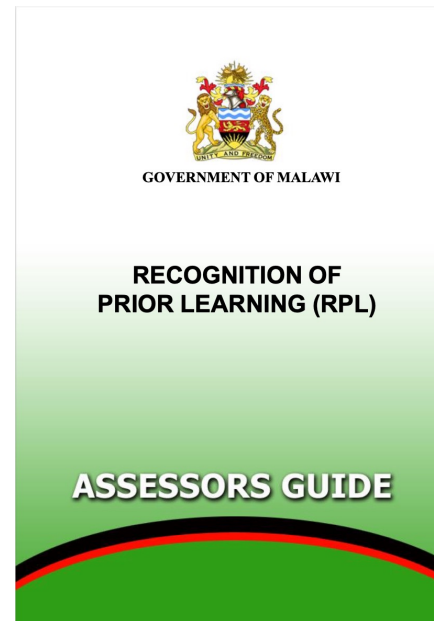 UNITY AND FREEDOM
GOVERNMENT OF MALAWI
RECOGNITION OF
PRIOR LEARNING (RPL)
ASSESSORS GUIDE